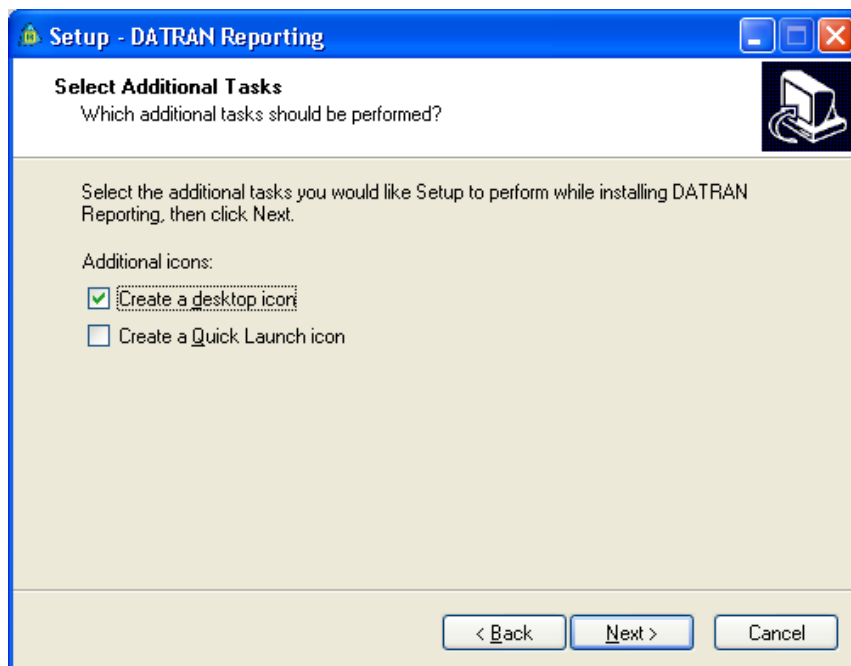 Setup - DATRAN Reporting
Select Additional Tasks
Which additional tasks should be performed?
Select the additional tasks you would like Setup to perform while installing DATRAN
Reporting, then click Next.
Additional icons:
Create a desktop icon
Create a Quick Launch icon
< Back
Next >
Cancel